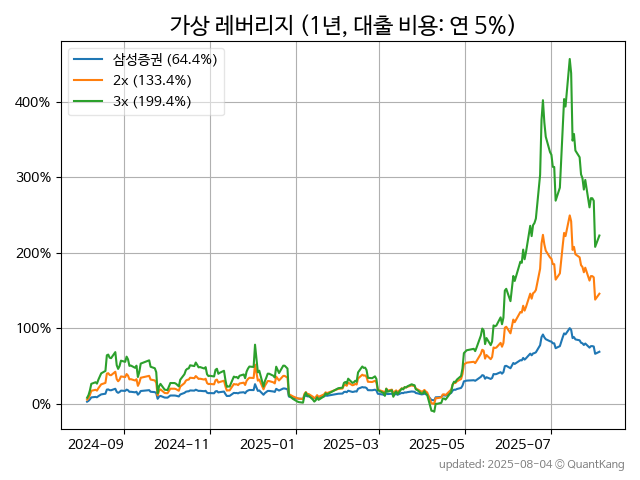 가상 레버리지 (1년, 대출 비용: 연 5%)
삼성증권 (64.4%)
2x (133.4%)
3x (199.4%)
400%
300%
200%
100%
0%
2024-09 2024-11 2025-01 2025-03 2025-05 2025-07
updated: 2025-08-04 © QuantKang